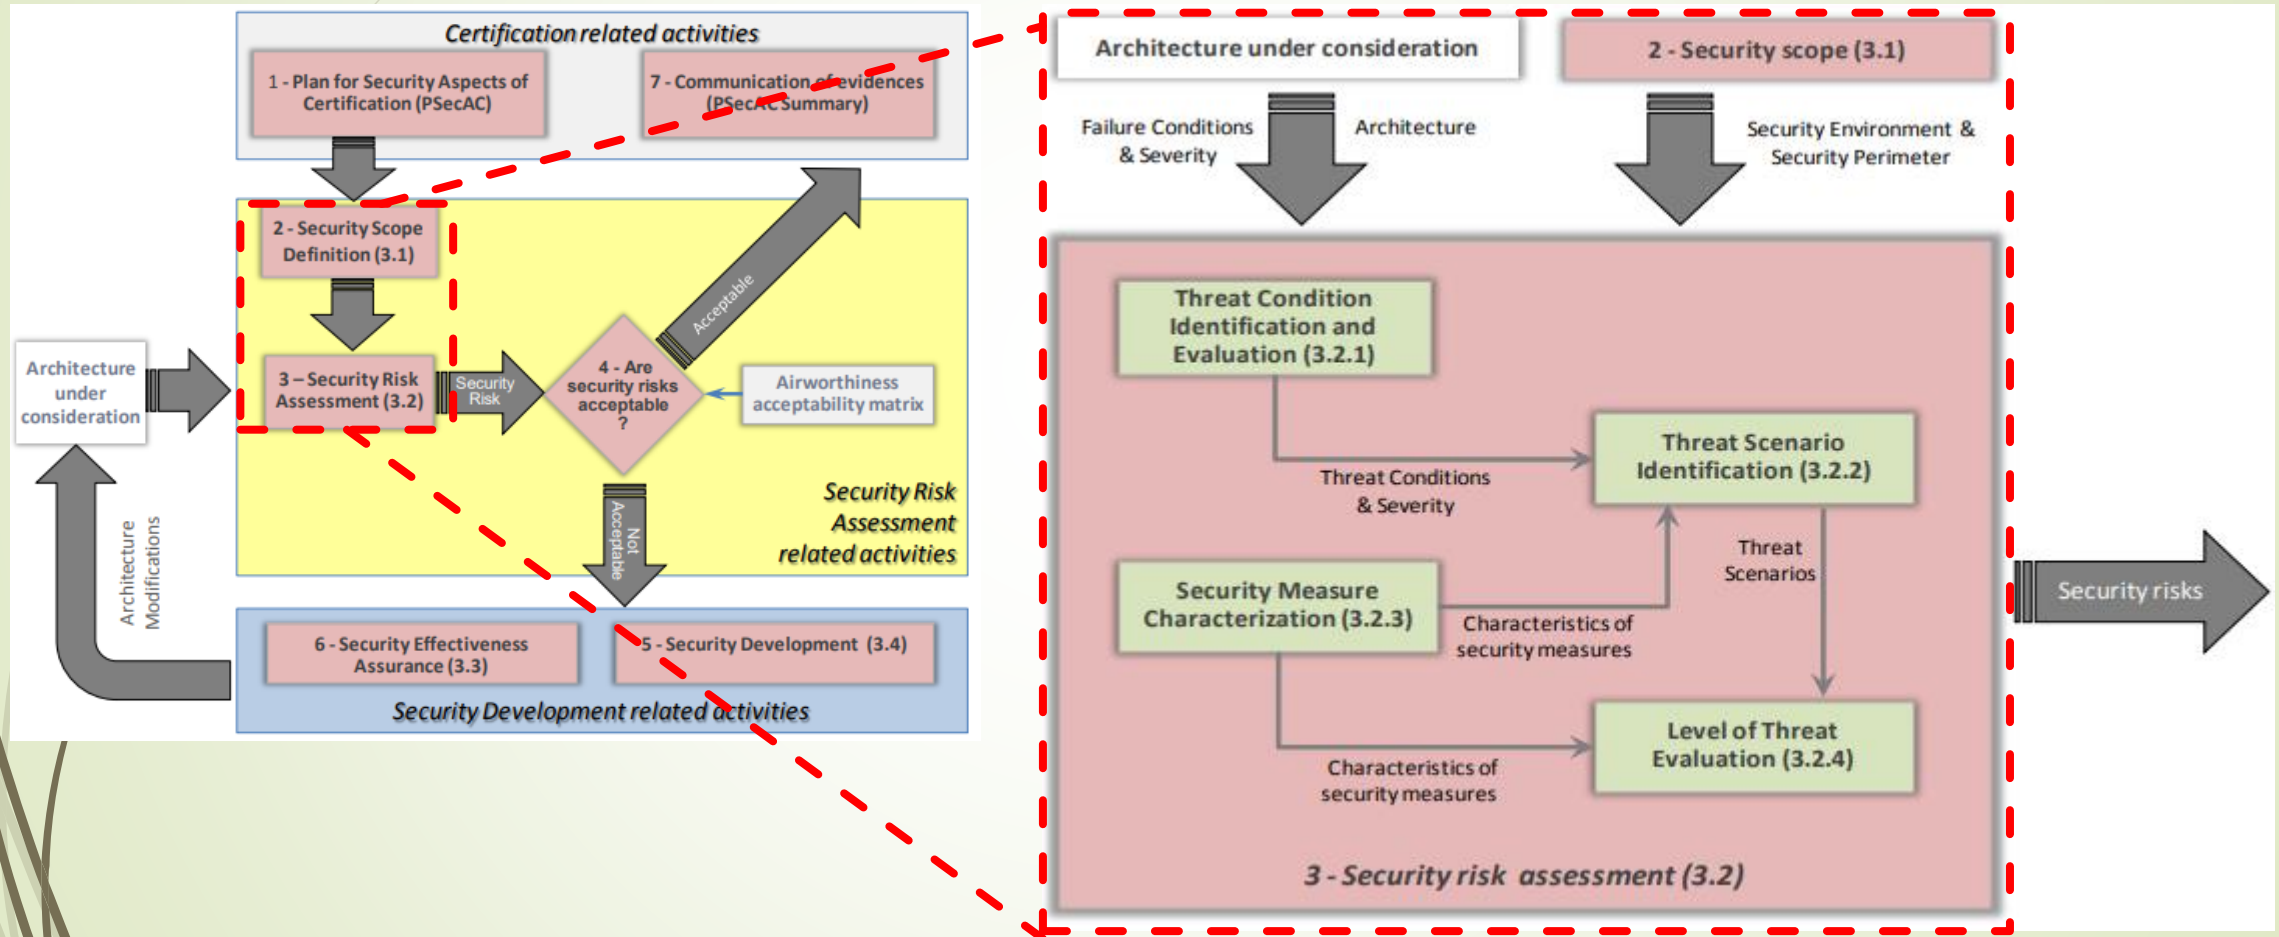 Certification related activities
1 - Plan for Security Aspects of
Certification (PSecAC)
7 - Communication of evidences
(PSecAC Summary)
2 - Security Scope
Definition (3.1)
3 – Security Risk
Assessment (3.2)
Architecture
under
consideration
Security
Risk
4 - Are
security risks
acceptable
?
Acceptable
Airworthiness
acceptability matrix
Not
Acceptable
Security Risk
Assessment
related activities
Architecture
Modifications
6 - Security Effectiveness
Assurance (3.3)
5 - Security Development (3.4)
Security Development related activities
Architecture under consideration
2 - Security scope (3.1)
Failure Conditions
& Severity
Architecture
Security Environment &
Security Perimeter
Threat Condition
Identification and
Evaluation (3.2.1)
Threat Conditions
& Severity
Threat Scenario
Identification (3.2.2)
Threat
Scenarios
Security Measure
Characterization (3.2.3)
Characteristics of
security measures
Characteristics of
security measures
Level of Threat
Evaluation (3.2.4)
3 - Security risk assessment (3.2)
Security risks